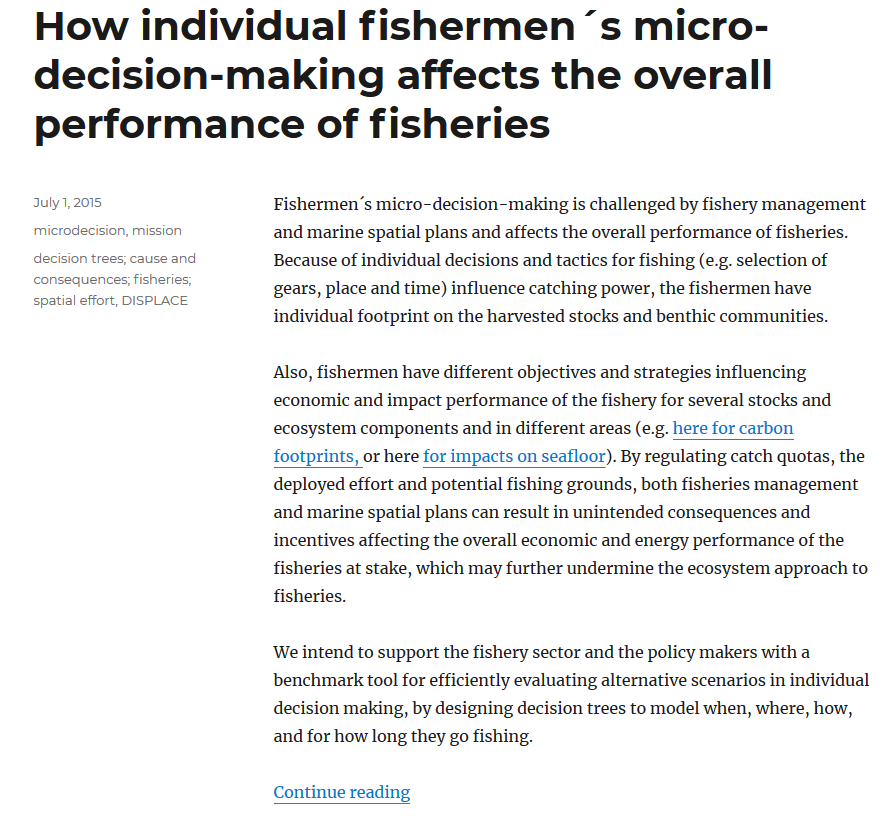 How individual fishermen´s micro-
decision-making affects the overall
performance of fisheries
July 1, 2015
microdecision, mission
decision trees; cause and
consequences; fisheries;
spatial effort, DISPLACE
Fishermen´s micro-decision-making is challenged by fishery management
and marine spatial plans and affects the overall performance of fisheries.
Because of individual decisions and tactics for fishing (e.g. selection of
gears, place and time) influence catching power, the fishermen have
individual footprint on the harvested stocks and benthic communities.
Also, fishermen have different objectives and strategies influencing
economic and impact performance of the fishery for several stocks and
ecosystem components and in different areas (e.g. here for carbon
footprints, or here for impacts on seafloor). By regulating catch quotas, the
deployed effort and potential fishing grounds, both fisheries management
and marine spatial plans can result in unintended consequences and
incentives affecting the overall economic and energy performance of the
fisheries at stake, which may further undermine the ecosystem approach to
fisheries.
We intend to support the fishery sector and the policy makers with a
benchmark tool for efficiently evaluating alternative scenarios in individual
decision making, by designing decision trees to model when, where, how,
and for how long they go fishing.
Continue reading